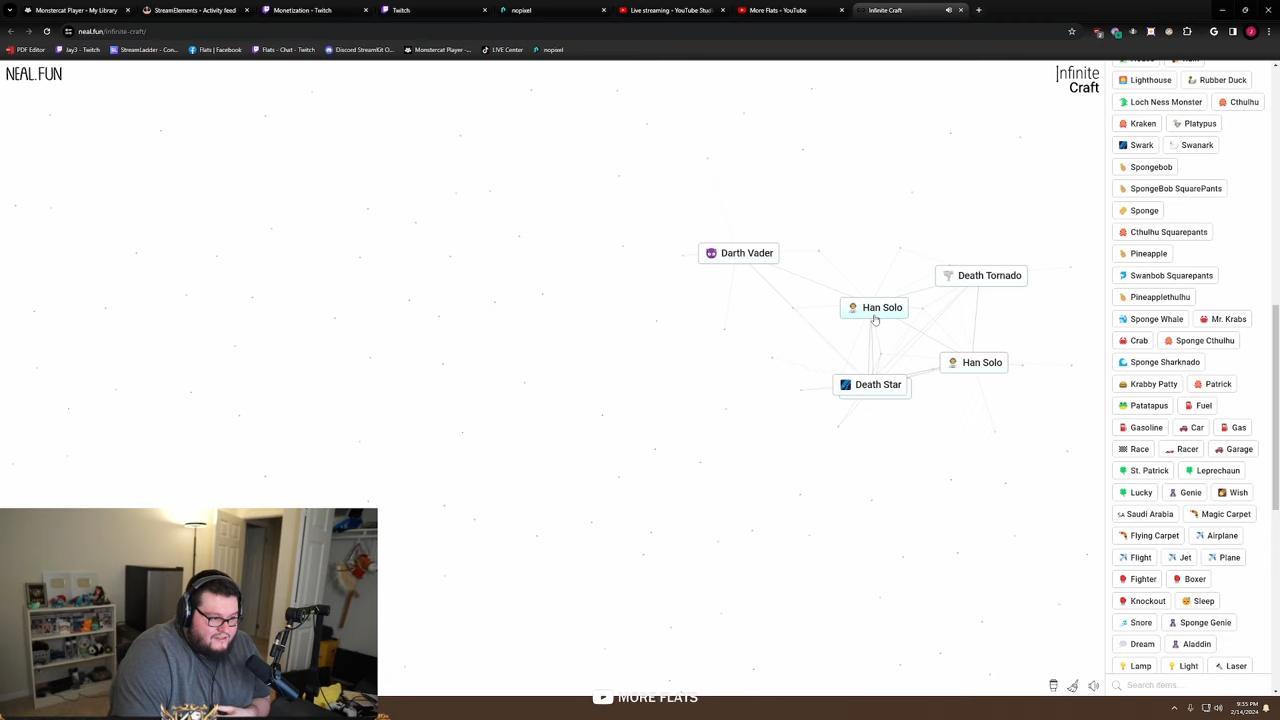 Monstercat Player - My Library
StreamElements - Activity feed
Monetization - Twitch
Twitch
nopixel
Live streaming - YouTube Stud
More Flats - YouTube
Infinite Craft
neal.fun/infinite-craft/
PDF Editor
Jay3 - Twitch
StreamLadder - Con...
Flats | Facebook
Flats - Chat - Twitch
Discord StreamKit O...
Monstercat Player -...
LIVE Center
nopixel
NEAL.FUN
Infinite
Craft
Darth Vader
Death Tornado
Han Solo
Han Solo
Death Star
Lighthouse
Rubber Duck
Loch Ness Monster
Cthulhu
Kraken
Platypus
Swark
Swanark
Spongebob
SpongeBob SquarePants
Sponge
Cthulhu Squarepants
Pineapple
Swanbob Squarepants
Pineapplethulhu
Sponge Whale
Mr. Krabs
Crab
Sponge Cthulhu
Sponge Sharknado
Krabby Patty
Patrick
Patatapus
Fuel
Gasoline
Car
Gas
Race
Racer
Garage
St. Patrick
Leprechaun
Lucky
Genie
Wish
SA Saudi Arabia
Magic Carpet
Flying Carpet
Airplane
Flight
Jet
Plane
Fighter
Boxer
Knockout
Sleep
Snore
Sponge Genie
Dream
Aladdin
Lamp
Light
Laser
Search items...
MORE FLATS
9:35 PM
2/14/2024